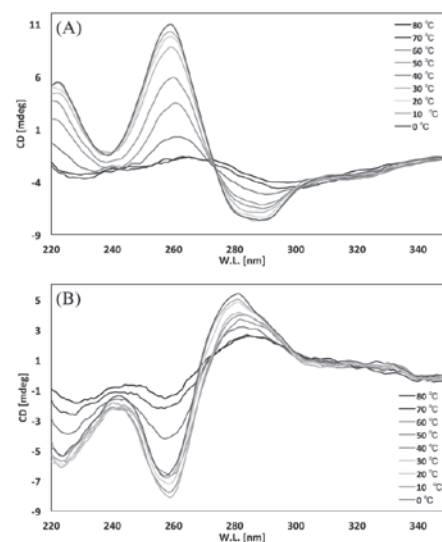 (A)
11
6
1
-4
-9
CD [mdeg]
220 240 260 280 300 320 340
W.L. [nm]
80 °C
70 °C
60 °C
50 °C
40 °C
30 °C
20 °C
10 °C
0 °C
(B)
5
3
1
-1
-3
-5
-7
-9
CD [mdeg]
220 240 260 280 300 320 340
W.L. [nm]
80 °C
70 °C
60 °C
50 °C
40 °C
30 °C
20 °C
10 °C
0 °C